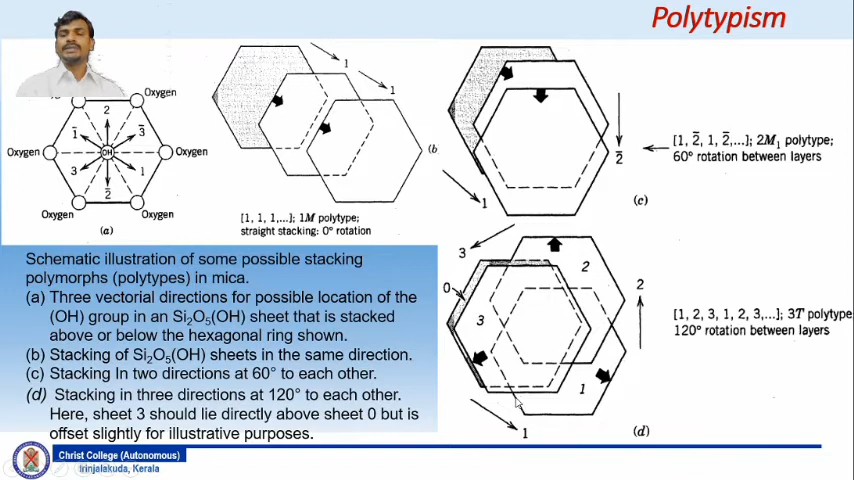 Polytypism
Oxygen
Oxygen
Oxygen
Oxygen
Oxygen
OH
2
1̅
3̅
3
1
2̅
(a)
1
1
(b
[1, 1, 1,...]; 1M polytype;
straight stacking: 0° rotation
1
2̅
[1, 2̅, 1, 2̅,...]; 2M₁ polytype;
60° rotation between layers
(c)
3
0
2
3
1
2
1
[1, 2, 3, 1, 2, 3,...]; 3T polytype
120° rotation between layers
(d)
Schematic illustration of some possible stacking
polymorphs (polytypes) in mica.
(a) Three vectorial directions for possible location of the
(OH) group in an Si₂O₅(OH) sheet that is stacked
above or below the hexagonal ring shown.
(b) Stacking of Si₂O₅(OH) sheets in the same direction.
(c) Stacking In two directions at 60° to each other.
(d) Stacking in three directions at 120° to each other.
Here, sheet 3 should lie directly above sheet 0 but is
offset slightly for illustrative purposes.
Christ College (Autonomous)
Irinjalakuda, Kerala